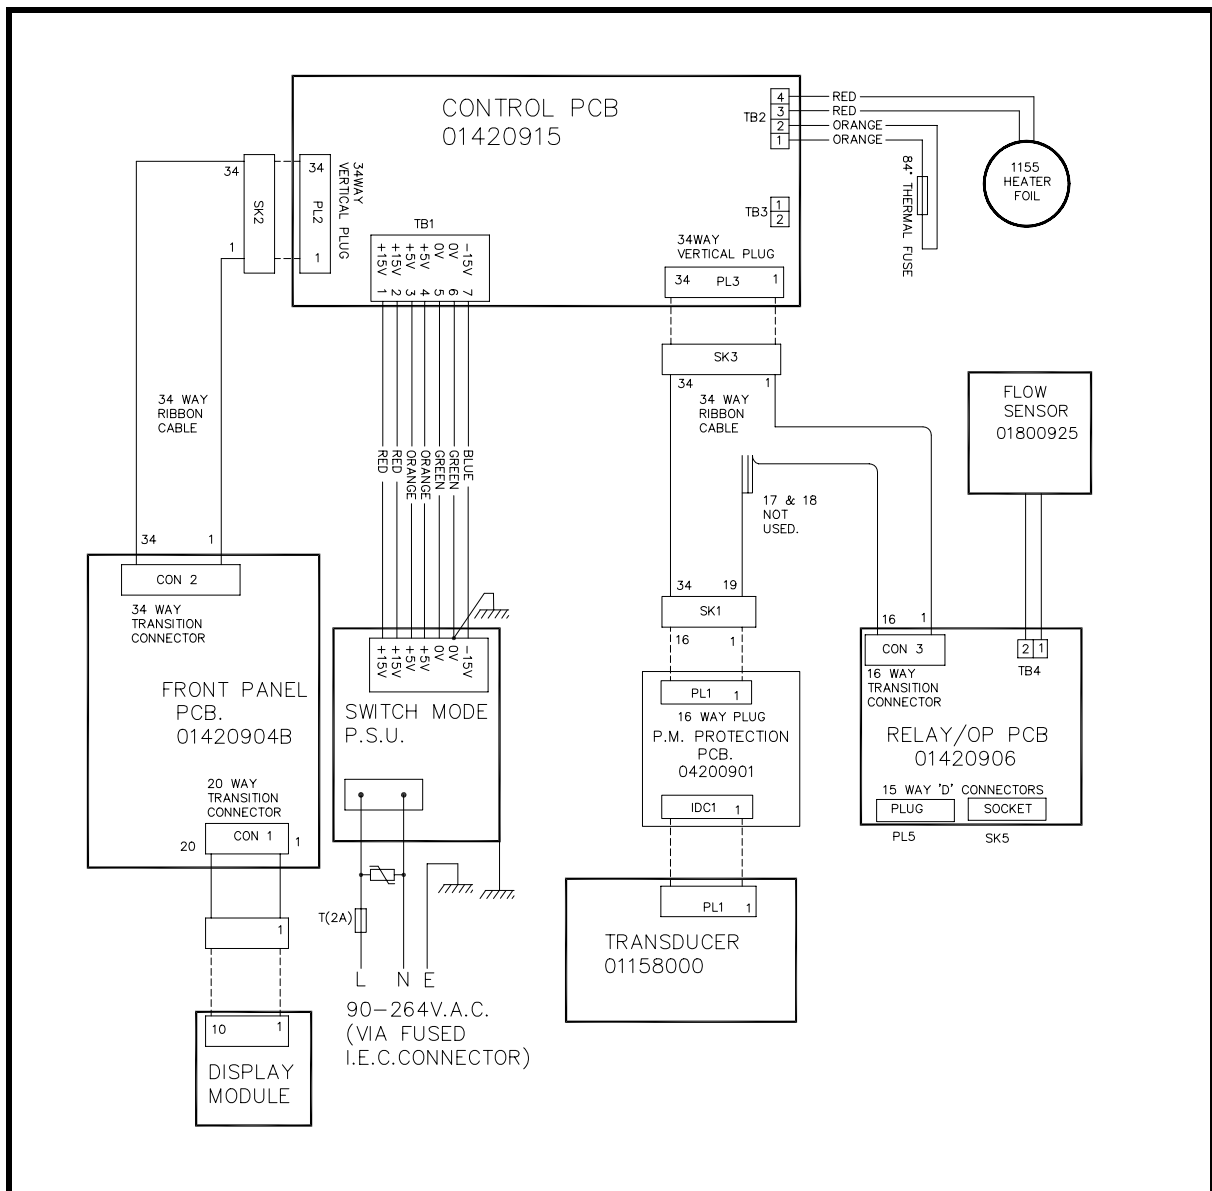 CONTROL PCB
01420915
TB2
4
3
2
1
RED
RED
ORANGE
ORANGE
84° THERMAL FUSE
1155
HEATER
FOIL
34
SK2
1
34
PL2
1
34WAY
VERTICAL PLUG
TB3
1
2
TB1
+15V
+15V
+5V
+5V
0V
0V
-15V
1
2
3
4
5
6
7
34WAY
VERTICAL PLUG
34
PL3
1
SK3
34
1
34 WAY
RIBBON
CABLE
34 WAY
RIBBON
CABLE
RED
RED
ORANGE
ORANGE
GREEN
GREEN
BLUE
17 & 18
NOT
USED.
FLOW
SENSOR
01800925
34
1
CON 2
34 WAY
TRANSITION
CONNECTOR
FRONT PANEL
PCB.
01420904B
20 WAY
TRANSITION
CONNECTOR
20
CON 1
1
1
10
1
DISPLAY
MODULE
+15V
+15V
+5V
+5V
0V
0V
-15V
SWITCH MODE
P.S.U.
T(2A)
L
N
E
90-264V.A.C.
(VIA FUSED
I.E.C.CONNECTOR)
34
19
SK1
16
1
PL1
1
16 WAY PLUG
P.M. PROTECTION
PCB.
04200901
IDC1
1
PL1
1
TRANSDUCER
01158000
16
1
CON 3
16 WAY
TRANSITION
CONNECTOR
2
1
TB4
RELAY/OP PCB
01420906
15 WAY 'D' CONNECTORS
PLUG
SOCKET
PL5
SK5